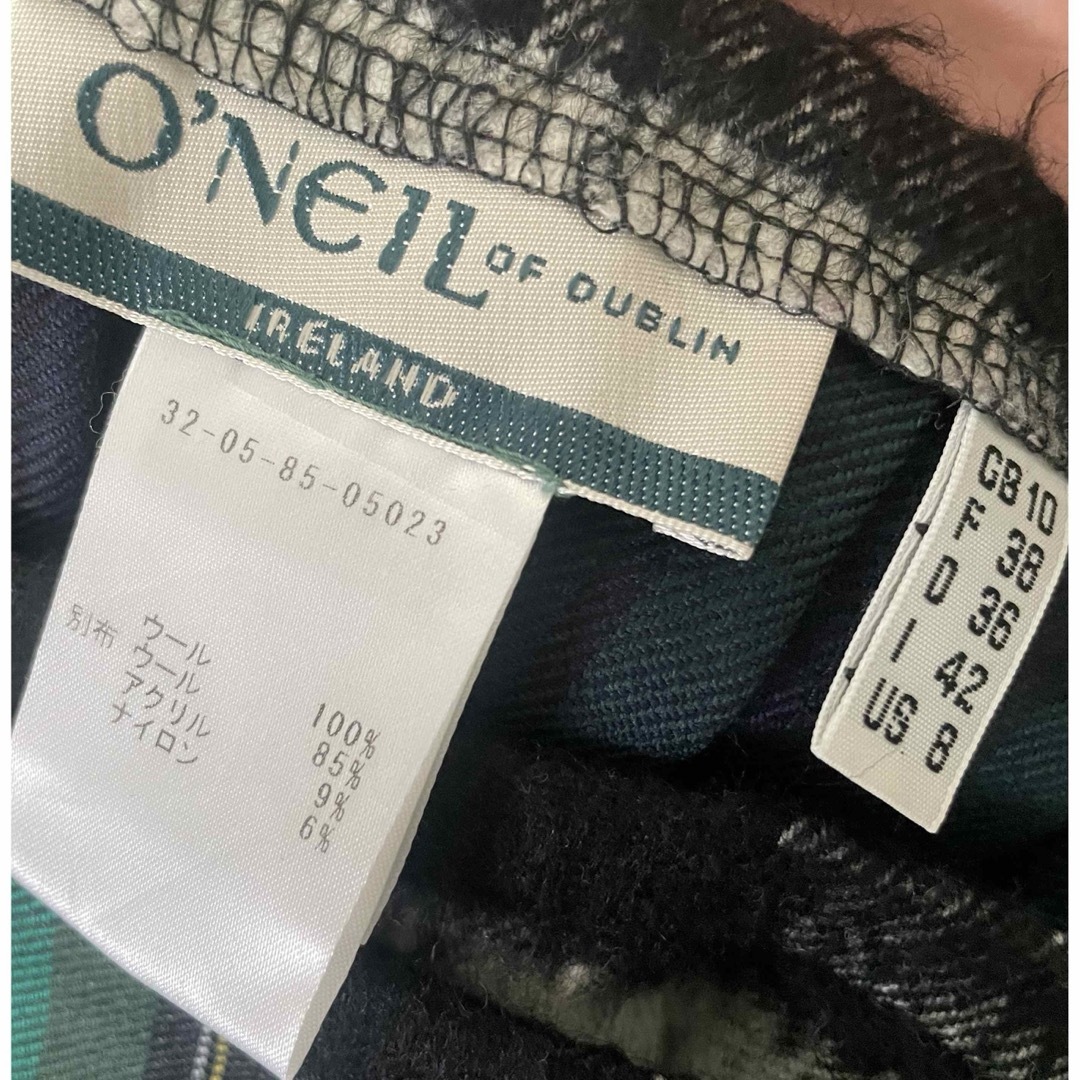 O'NEIL OF DUBLIN
IRELAND
32-05-85-05023
ウール 100%
別布 ウール 85%
アクリル 9%
ナイロン 6%
GB 10
F 38
D 36
I 42
US 8